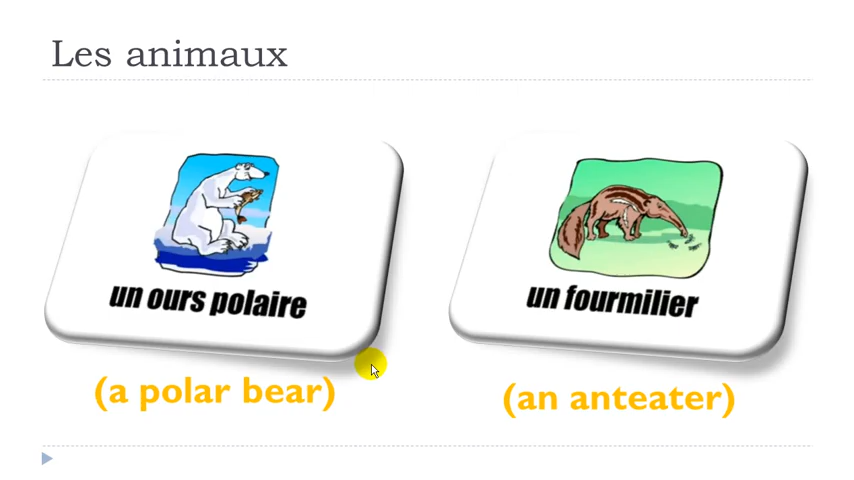 Les animaux
un ours polaire
(a polar bear)
un fourmilier
(an anteater)